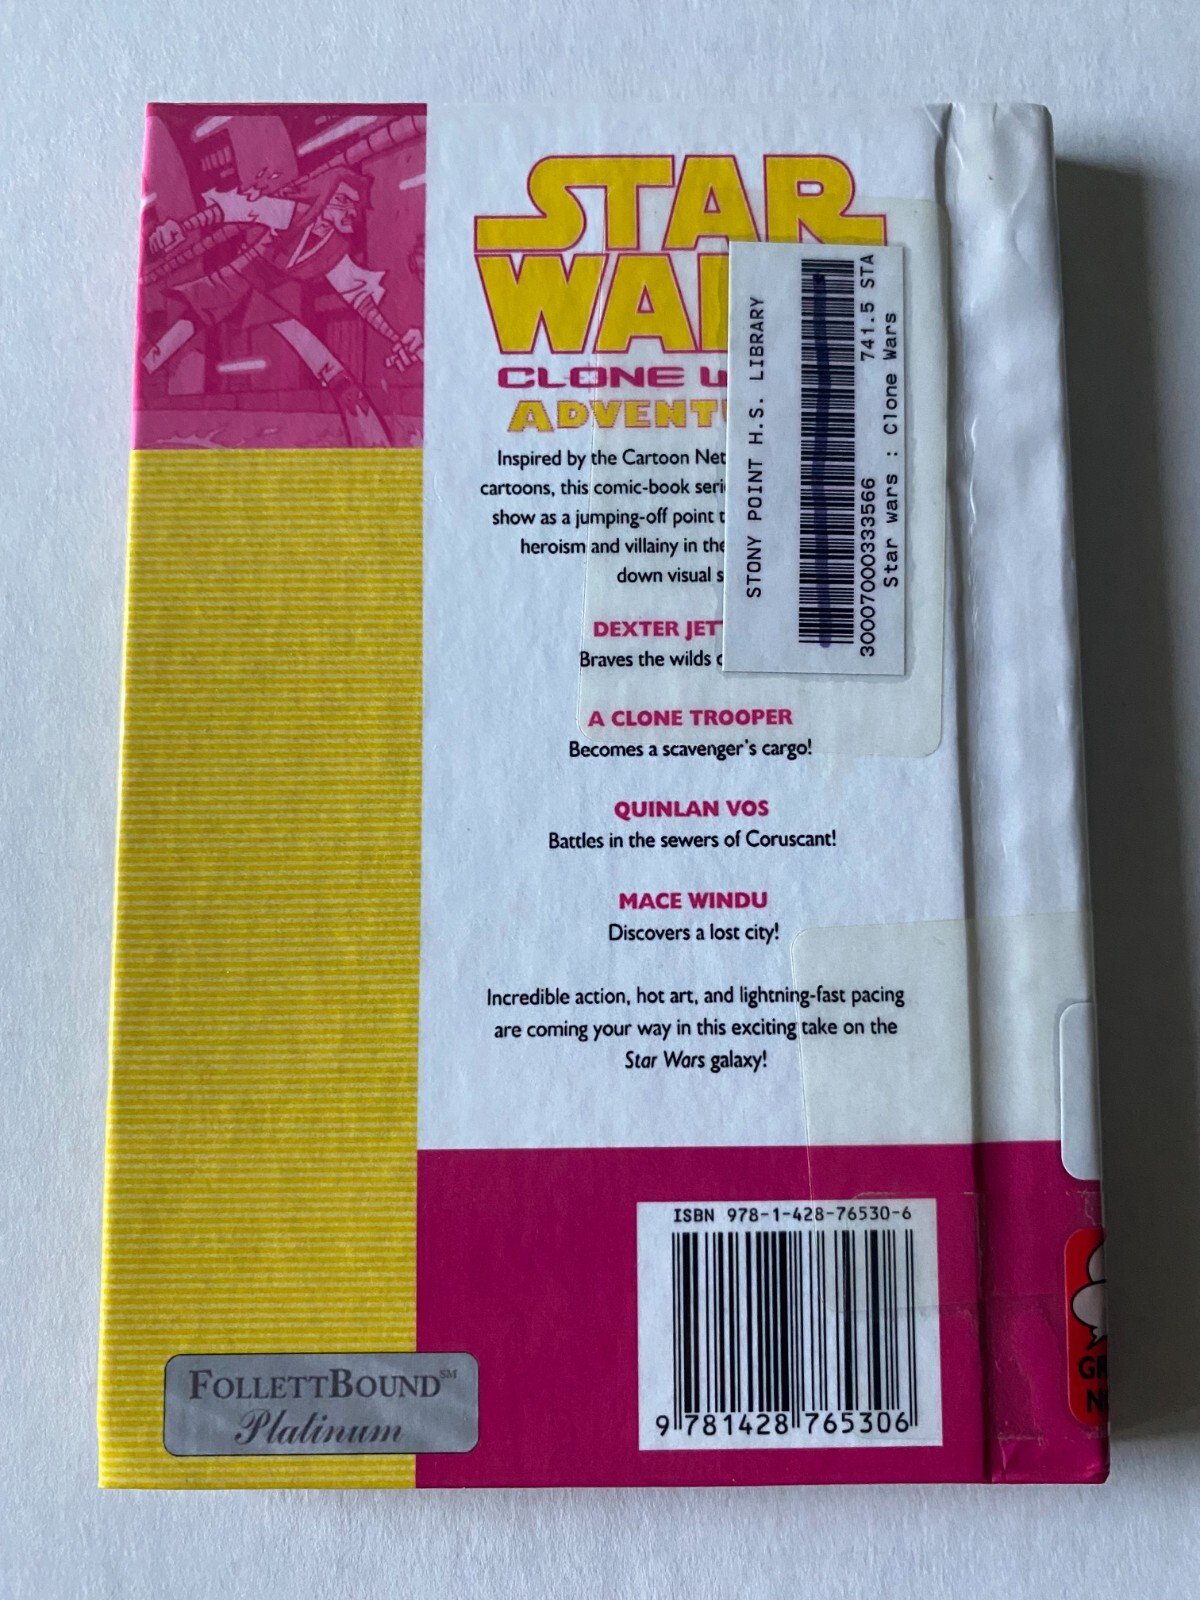 STAR
WAR
CLONE
ADVENTU
Inspired by the Cartoon Net
cartoons, this comic-book seri
show as a jumping-off point t
heroism and villainy in the
down visual s
DEXTER JETT
Braves the wilds
A CLONE TROOPER
Becomes a scavenger's cargo!
QUINLAN VOS
Battles in the sewers of Coruscant!
MACE WINDU
Discovers a lost city!
Incredible action, hot art, and lightning-fast pacing
are coming your way in this exciting take on the
Star Wars galaxy!
STONY POINT H.S. LIBRARY
30007000333566 741.5 STA
Star wars : Clone Wars
ISBN 978-1-428-76530-6
9 781428 765306
FOLLETTBOUND SM
Platinum
GR
N